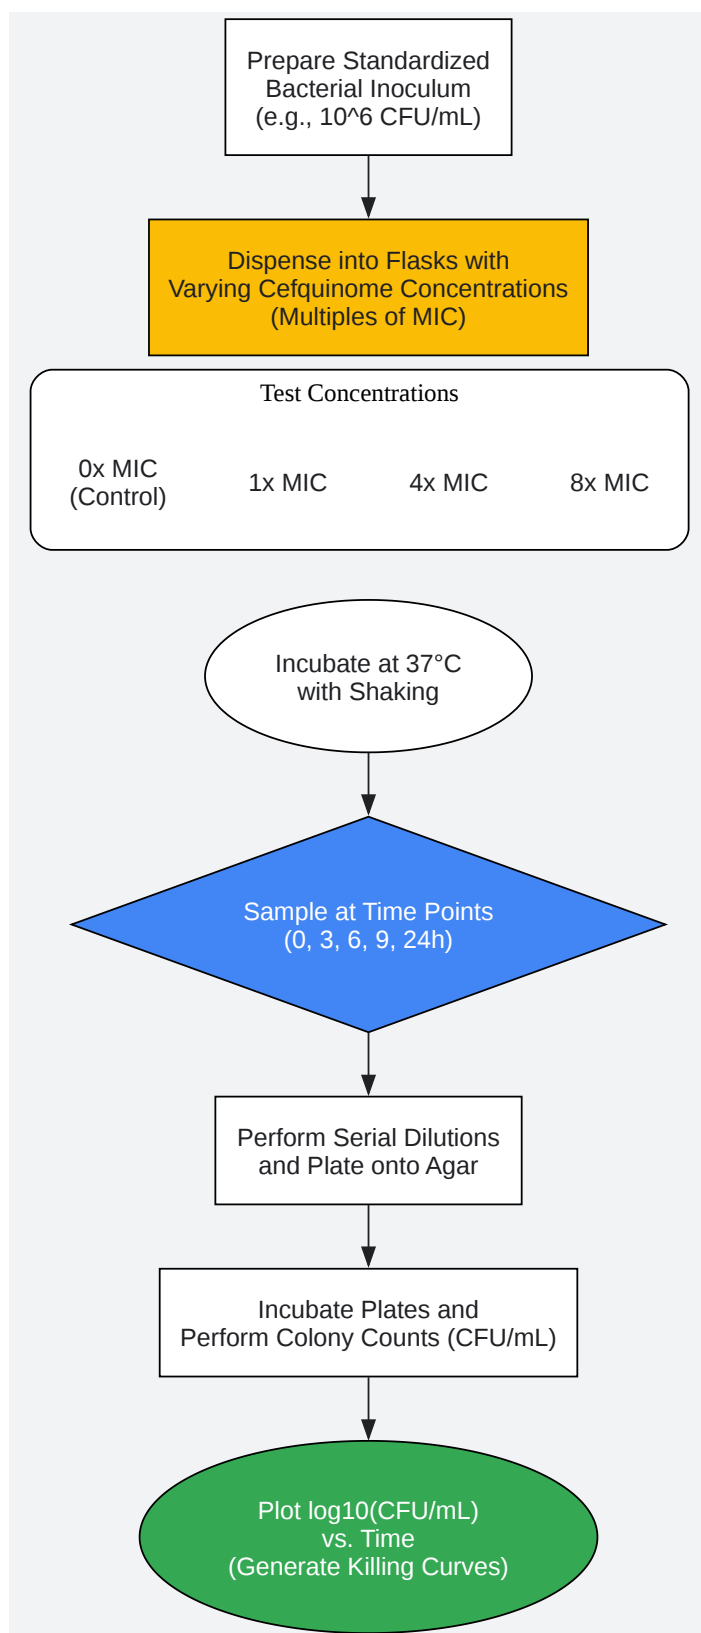 Prepare Standardized
Bacterial Inoculum
(e.g., 10^6 CFU/mL)
Dispense into Flasks with
Varying Cefquinome Concentrations
(Multiples of MIC)
Test Concentrations
0x MIC
(Control)
1x MIC
4x MIC
8x MIC
Incubate at 37°C
with Shaking
Sample at Time Points
(0, 3, 6, 9, 24h)
Perform Serial Dilutions
and Plate onto Agar
Incubate Plates and
Perform Colony Counts (CFU/mL)
Plot log10(CFU/mL)
vs. Time
(Generate Killing Curves)